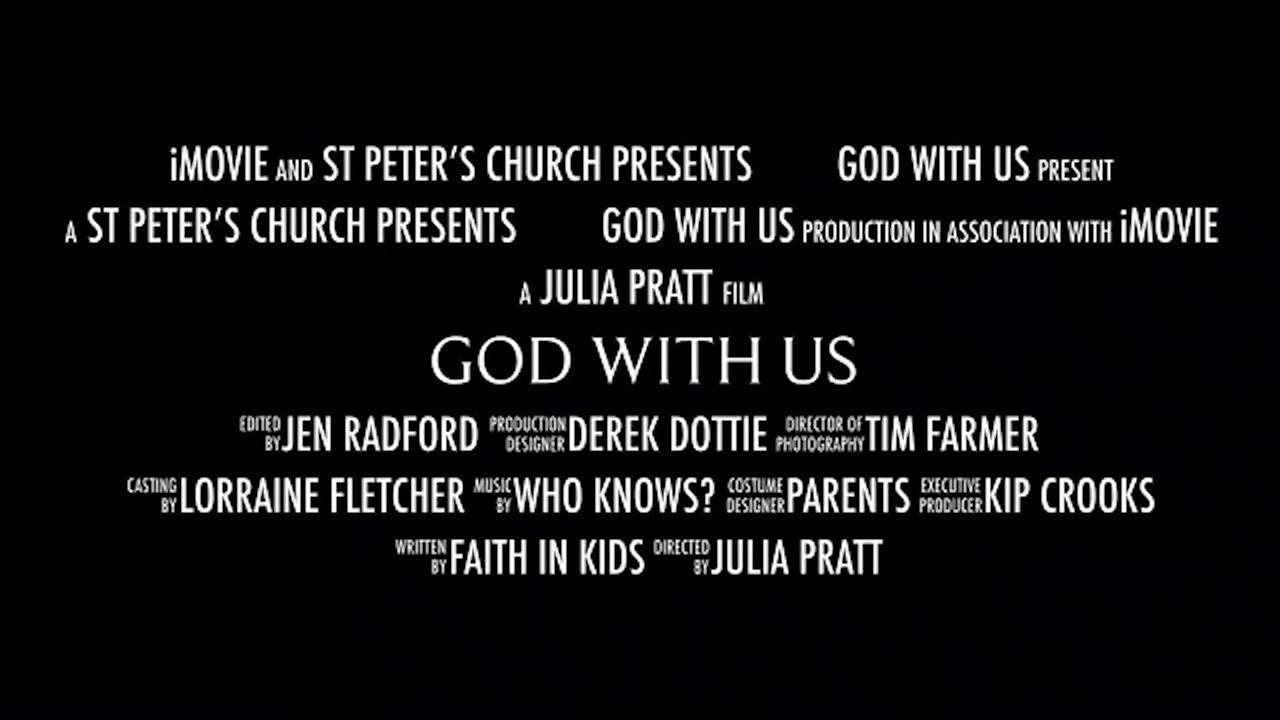 iMOVIE AND ST PETER'S CHURCH PRESENTS GOD WITH US PRESENT
A ST PETER'S CHURCH PRESENTS GOD WITH US PRODUCTION IN ASSOCIATION WITH iMOVIE
A JULIA PRATT FILM
GOD WITH US
EDITED BY JEN RADFORD PRODUCTION DESIGNER DEREK DOTTIE DIRECTOR OF PHOTOGRAPHY TIM FARMER
CASTING BY LORRAINE FLETCHER MUSIC BY WHO KNOWS? COSTUME DESIGNER PARENTS EXECUTIVE PRODUCER KIP CROOKS
WRITTEN BY FAITH IN KIDS DIRECTED BY JULIA PRATT